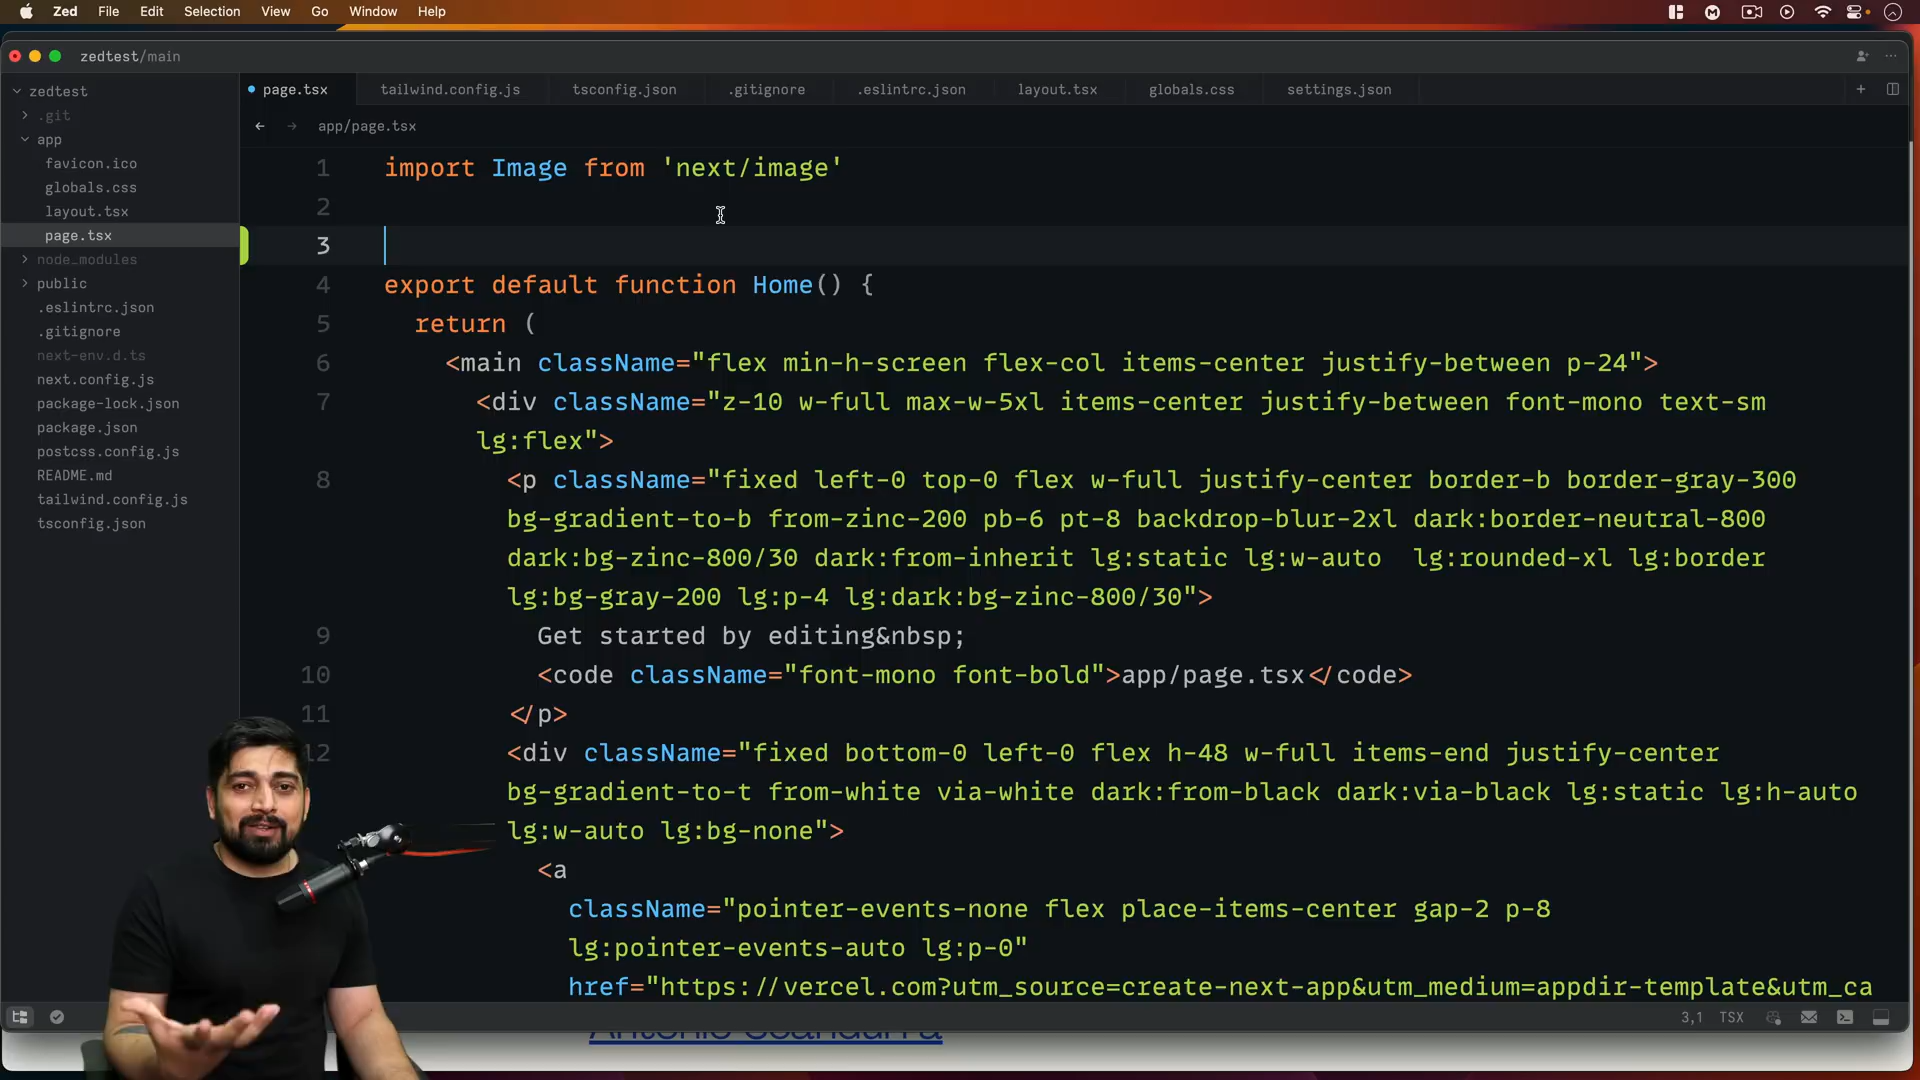 Zed File Edit Selection View Go Window Help
zedtest/main
zedtest
.git
app
favicon.ico
globals.css
layout.tsx
page.tsx
node_modules
public
.eslintrc.json
.gitignore
next-env.d.ts
next.config.js
package-lock.json
package.json
postcss.config.js
README.md
tailwind.config.js
tsconfig.json
page.tsx tailwind.config.js tsconfig.json .gitignore .eslintrc.json layout.tsx globals.css settings.json
app/page.tsx
1 import Image from 'next/image'
2
3
4 export default function Home() {
5 return (
6 <main className="flex min-h-screen flex-col items-center justify-between p-24">
7 <div className="z-10 w-full max-w-5xl items-center justify-between font-mono text-sm
lg:flex">
8 <p className="fixed left-0 top-0 flex w-full justify-center border-b border-gray-300
bg-gradient-to-b from-zinc-200 pb-6 pt-8 backdrop-blur-2xl dark:border-neutral-800
dark:bg-zinc-800/30 dark:from-inherit lg:static lg:w-auto  lg:rounded-xl lg:border
lg:bg-gray-200 lg:p-4 lg:dark:bg-zinc-800/30">
9 Get started by editing&nbsp;
10 <code className="font-mono font-bold">app/page.tsx</code>
11 </p>
12 <div className="fixed bottom-0 left-0 flex h-48 w-full items-end justify-center
bg-gradient-to-t from-white via-white dark:from-black dark:via-black lg:static lg:h-auto
lg:w-auto lg:bg-none">
<a
className="pointer-events-none flex place-items-center gap-2 p-8
lg:pointer-events-auto lg:p-0"
href="https://vercel.com?utm_source=create-next-app&utm_medium=appdir-template&utm_ca
3,1 TSX